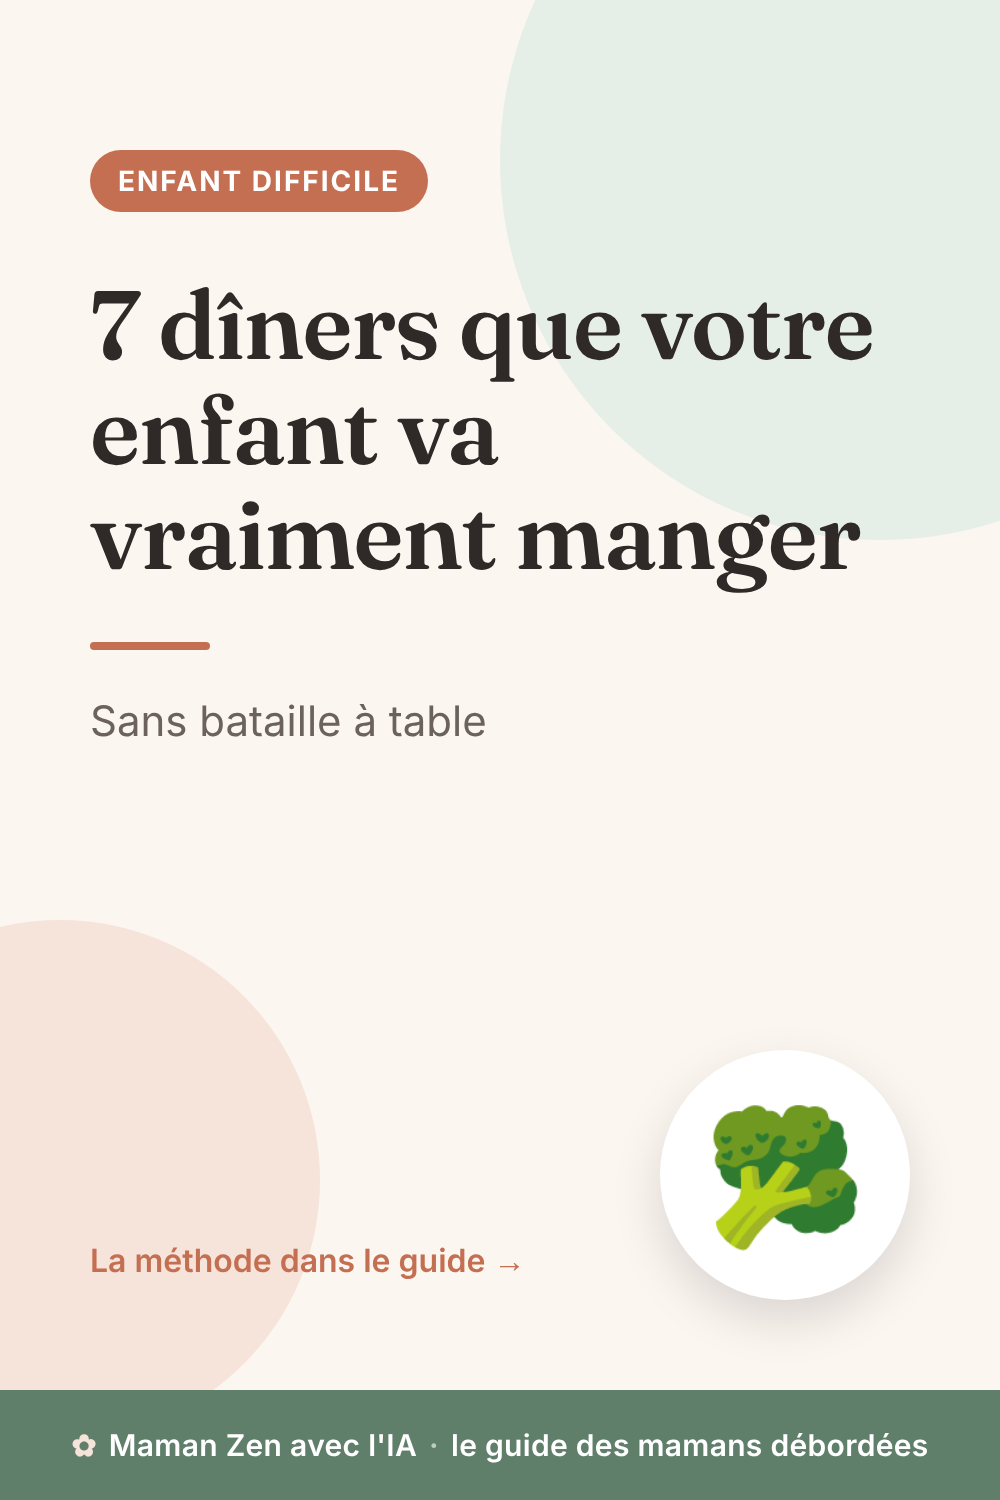 ENFANT DIFFICILE
7 dîners que votre
enfant va
vraiment manger
Sans bataille à table
La méthode dans le guide →
✿ Maman Zen avec l'IA · le guide des mamans débordées